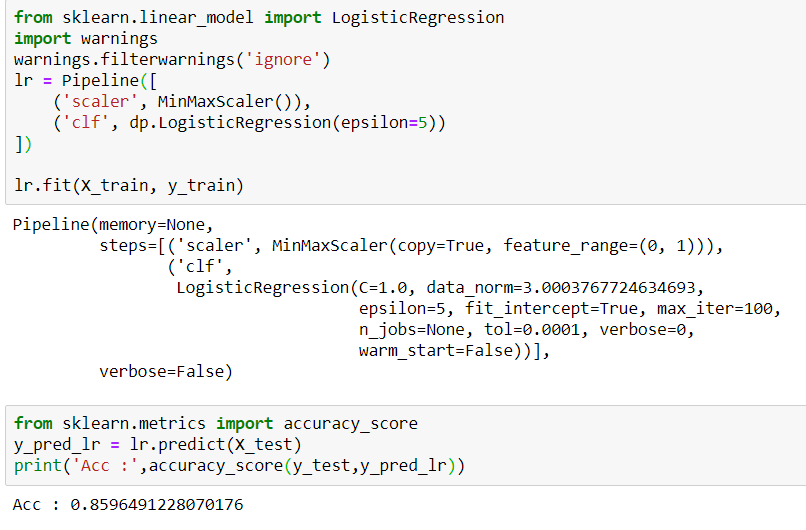 from sklearn.linear_model import LogisticRegression
import warnings
warnings.filterwarnings('ignore')
lr = Pipeline([
    ('scaler', MinMaxScaler()),
    ('clf', dp.LogisticRegression(epsilon=5))
])
lr.fit(X_train, y_train)
Pipeline(memory=None,
         steps=[('scaler', MinMaxScaler(copy=True, feature_range=(0, 1))),
                ('clf',
                 LogisticRegression(C=1.0, data_norm=3.0003767724634693,
                                    epsilon=5, fit_intercept=True, max_iter=100,
                                    n_jobs=None, tol=0.0001, verbose=0,
                                    warm_start=False))],
         verbose=False)
from sklearn.metrics import accuracy_score
y_pred_lr = lr.predict(X_test)
print('Acc :',accuracy_score(y_test,y_pred_lr))
Acc : 0.8596491228070176